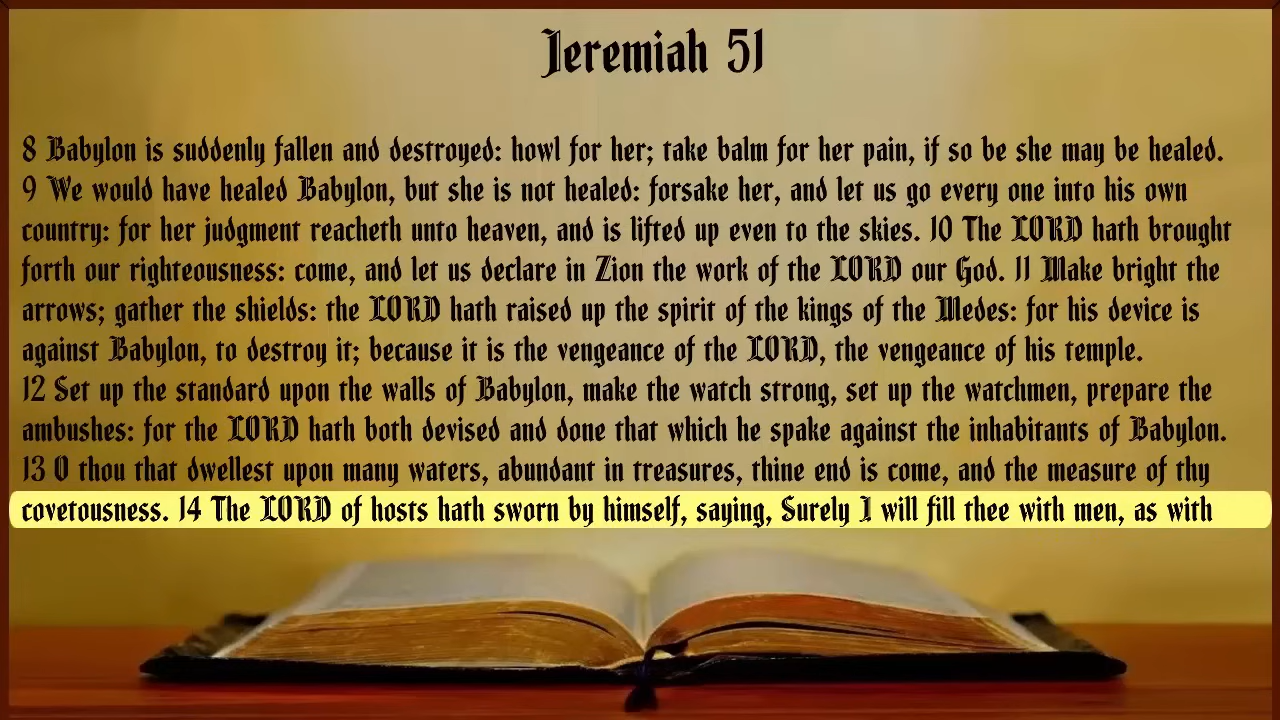 Jeremiah 51
8 Babylon is suddenly fallen and destroyed: howl for her; take balm for her pain, if so be she may be healed.
9 We would have healed Babylon, but she is not healed: forsake her, and let us go every one into his own
country: for her judgment reacheth unto heaven, and is lifted up even to the skies. 10 The LORD hath brought
forth our righteousness: come, and let us declare in Zion the work of the LORD our God. 11 Make bright the
arrows; gather the shields: the LORD hath raised up the spirit of the kings of the Medes: for his device is
against Babylon, to destroy it; because it is the vengeance of the LORD, the vengeance of his temple.
12 Set up the standard upon the walls of Babylon, make the watch strong, set up the watchmen, prepare the
ambushes: for the LORD hath both devised and done that which he spake against the inhabitants of Babylon.
13 O thou that dwellest upon many waters, abundant in treasures, thine end is come, and the measure of thy
covetousness. 14 The LORD of hosts hath sworn by himself, saying, Surely I will fill thee with men, as with